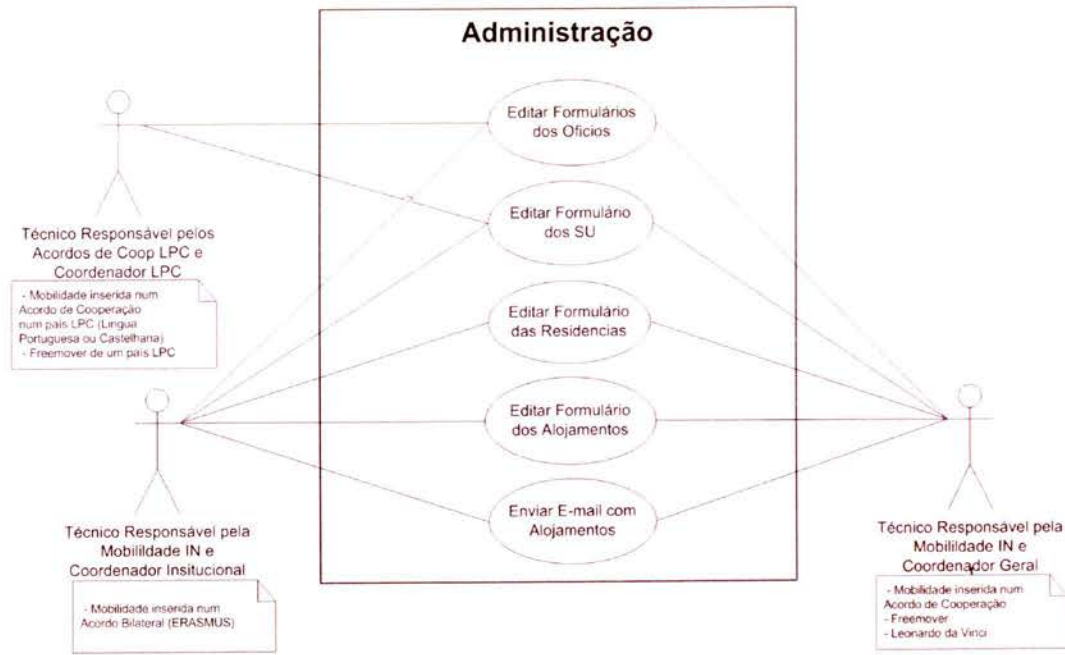 Administração
Editar Formulários
dos Oficios
Editar Formulário
dos SU
Editar Formulário
das Residencias
Editar Formulário
dos Alojamentos
Enviar E-mail com
Alojamentos
Técnico Responsável pelos
Acordos de Coop LPC e
Coordenador LPC
- Mobilidade inserida num
Acordo de Cooperação
num país LPC (Lingua
Portuguesa ou Castelhana)
- Freemover de um país LPC
Técnico Responsável pela
Mobilildade IN e
Coordenador Insitucional
- Mobilidade inserida num
Acordo Bilateral (ERASMUS)
Técnico Responsável pela
Mobilildade IN e
Coordenador Geral
- Mobilidade inserida num
Acordo de Cooperação
- Freemover
- Leonardo da Vinci